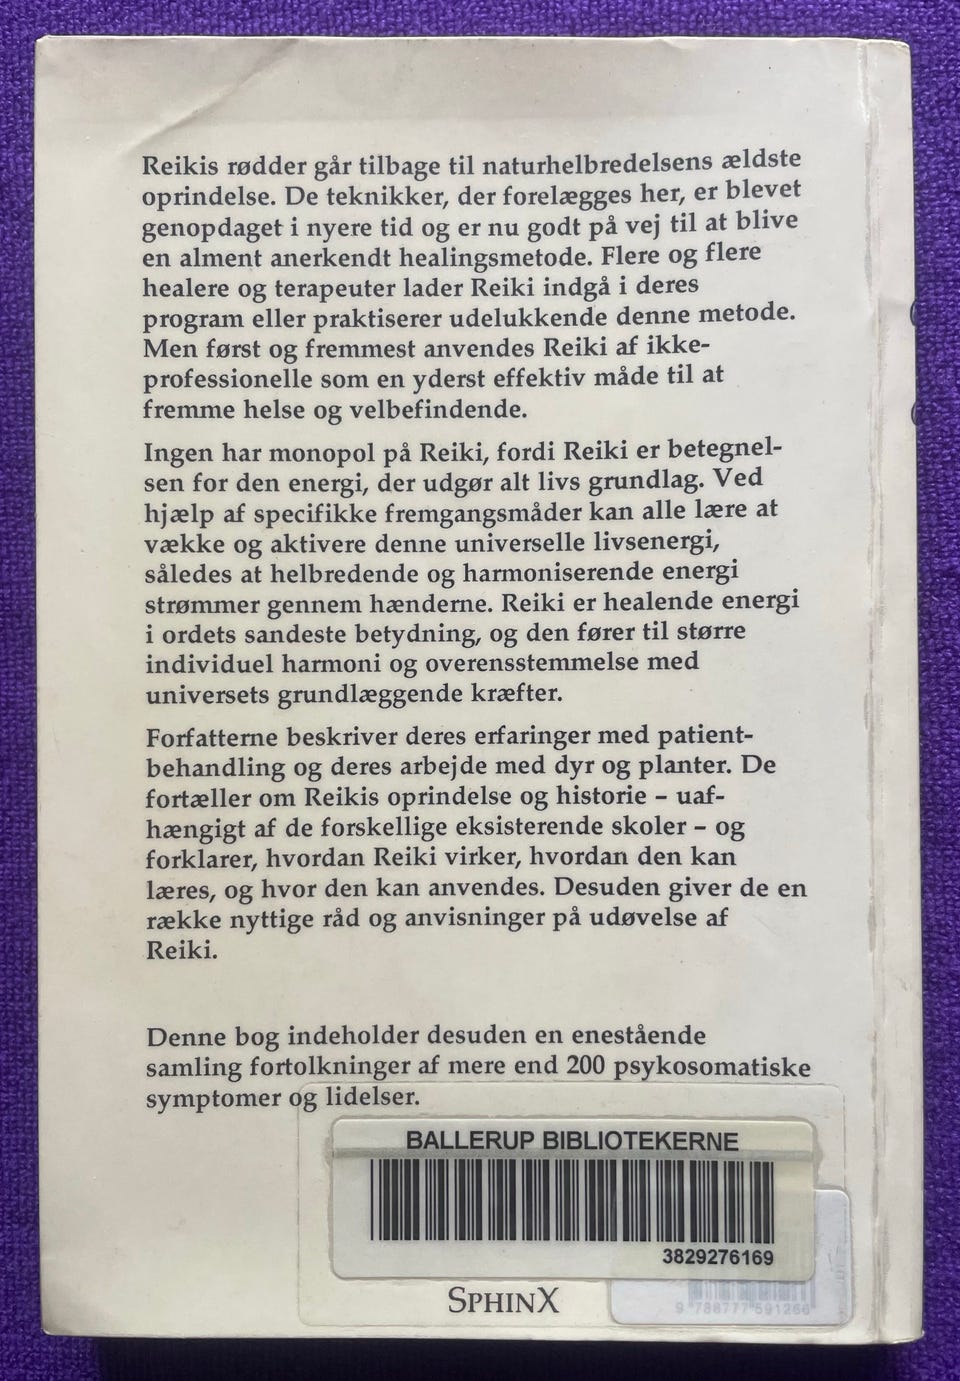 Reikis rødder går tilbage til naturhelbredelsens ældste
oprindelse. De teknikker, der forelægges her, er blevet
genopdaget i nyere tid og er nu godt på vej til at blive
en alment anerkendt healingsmetode. Flere og flere
healere og terapeuter lader Reiki indgå i deres
program eller praktiserer udelukkende denne metode.
Men først og fremmest anvendes Reiki af ikke-
professionelle som en yderst effektiv måde til at
fremme helse og velbefindende.
Ingen har monopol på Reiki, fordi Reiki er betegnel-
sen for den energi, der udgør alt livs grundlag. Ved
hjælp af specifikke fremgangsmåder kan alle lære at
vække og aktivere denne universelle livsenergi,
således at helbredende og harmoniserende energi
strømmer gennem hænderne. Reiki er healende energi
i ordets sandeste betydning, og den fører til større
individuel harmoni og overensstemmelse med
universets grundlæggende kræfter.
Forfatterne beskriver deres erfaringer med patient-
behandling og deres arbejde med dyr og planter. De
fortæller om Reikis oprindelse og historie – uaf-
hængigt af de forskellige eksisterende skoler – og
forklarer, hvordan Reiki virker, hvordan den kan
læres, og hvor den kan anvendes. Desuden giver de en
række nyttige råd og anvisninger på udøvelse af
Reiki.
Denne bog indeholder desuden en enestående
samling fortolkninger af mere end 200 psykosomatiske
symptomer og lidelser.
BALLERUP BIBLIOTEKERNE
3829276169
SPHINX
9 788777 591266